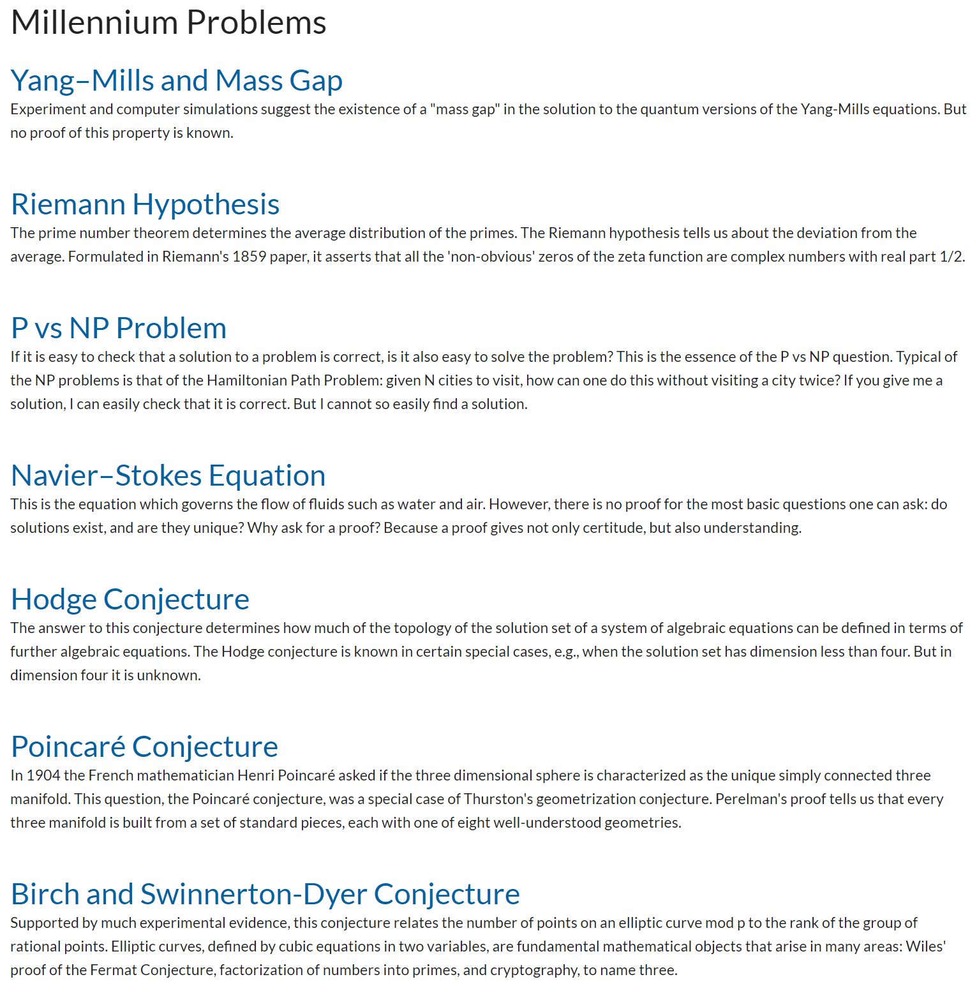 Millennium Problems
Yang–Mills and Mass Gap
Experiment and computer simulations suggest the existence of a "mass gap" in the solution to the quantum versions of the Yang-Mills equations. But
no proof of this property is known.
Riemann Hypothesis
The prime number theorem determines the average distribution of the primes. The Riemann hypothesis tells us about the deviation from the
average. Formulated in Riemann's 1859 paper, it asserts that all the 'non-obvious' zeros of the zeta function are complex numbers with real part 1/2.
P vs NP Problem
If it is easy to check that a solution to a problem is correct, is it also easy to solve the problem? This is the essence of the P vs NP question. Typical of
the NP problems is that of the Hamiltonian Path Problem: given N cities to visit, how can one do this without visiting a city twice? If you give me a
solution, I can easily check that it is correct. But I cannot so easily find a solution.
Navier–Stokes Equation
This is the equation which governs the flow of fluids such as water and air. However, there is no proof for the most basic questions one can ask: do
solutions exist, and are they unique? Why ask for a proof? Because a proof gives not only certitude, but also understanding.
Hodge Conjecture
The answer to this conjecture determines how much of the topology of the solution set of a system of algebraic equations can be defined in terms of
further algebraic equations. The Hodge conjecture is known in certain special cases, e.g., when the solution set has dimension less than four. But in
dimension four it is unknown.
Poincaré Conjecture
In 1904 the French mathematician Henri Poincaré asked if the three dimensional sphere is characterized as the unique simply connected three
manifold. This question, the Poincaré conjecture, was a special case of Thurston's geometrization conjecture. Perelman's proof tells us that every
three manifold is built from a set of standard pieces, each with one of eight well-understood geometries.
Birch and Swinnerton-Dyer Conjecture
Supported by much experimental evidence, this conjecture relates the number of points on an elliptic curve mod p to the rank of the group of
rational points. Elliptic curves, defined by cubic equations in two variables, are fundamental mathematical objects that arise in many areas: Wiles'
proof of the Fermat Conjecture, factorization of numbers into primes, and cryptography, to name three.